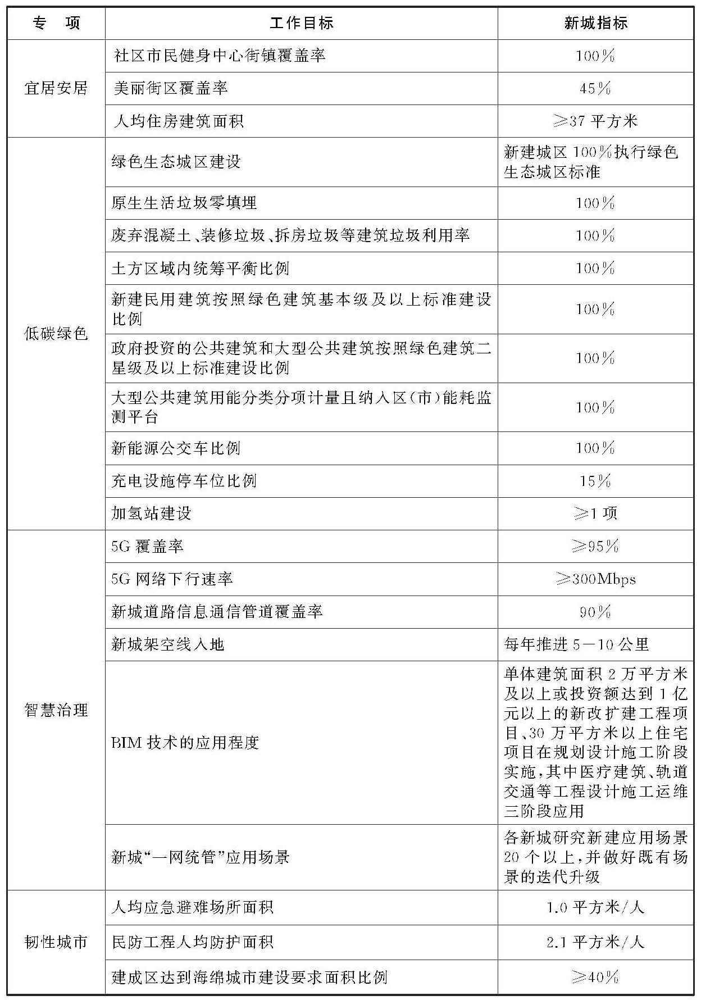 专 项 工作目标 新城指标
宜居安居
社区市民健身中心街镇覆盖率 100%
美丽街区覆盖率 45%
人均住房建筑面积 ≥37平方米
低碳绿色
绿色生态城区建设
新建城区100%执行绿色
生态城区标准
原生生活垃圾零填埋 100%
废弃混凝土、装修垃圾、拆房垃圾等建筑垃圾利用率 100%
土方区域内统筹平衡比例 100%
新建民用建筑按照绿色建筑基本级及以上标准建设
比例
100%
政府投资的公共建筑和大型公共建筑按照绿色建筑二
星级及以上标准建设比例
100%
大型公共建筑用能分类分项计量且纳入区(市)能耗监
测平台
100%
新能源公交车比例 100%
充电设施停车位比例 15%
加氢站建设 ≥1项
智慧治理
5G覆盖率 ≥95%
5G网络下行速率 ≥300Mbps
新城道路信息通信管道覆盖率 90%
新城架空线入地 每年推进5—10公里
BIM技术的应用程度
单体建筑面积2万平方米
及以上或投资额达到1亿
元以上的新改扩建工程项
目、30万平方米以上住宅
项目在规划设计施工阶段
实施,其中医疗建筑、轨道
交通等工程设计施工运维
三阶段应用
新城“一网统管”应用场景
各新城研究新建应用场景
20个以上,并做好既有场
景的迭代升级
韧性城市
人均应急避难场所面积 1.0平方米/人
民防工程人均防护面积 2.1平方米/人
建成区达到海绵城市建设要求面积比例 ≥40%